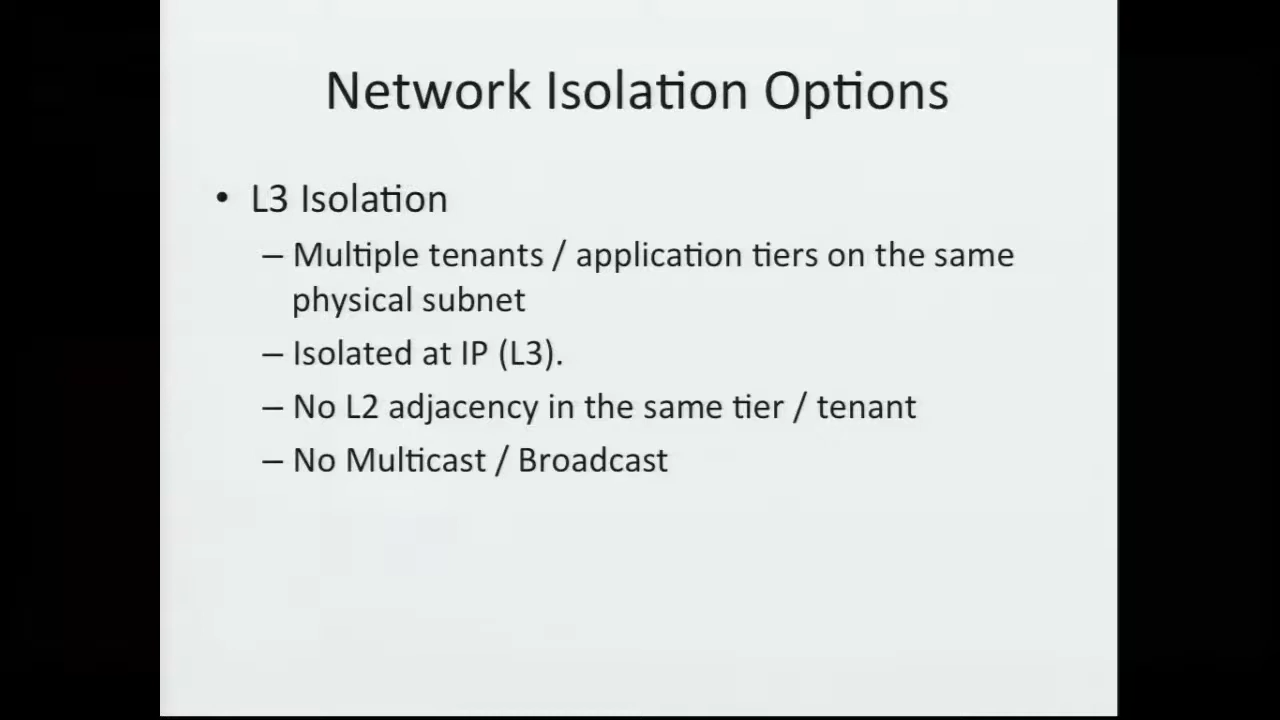 Network Isolation Options
• L3 Isolation
– Multiple tenants / application tiers on the same
physical subnet
– Isolated at IP (L3).
– No L2 adjacency in the same tier / tenant
– No Multicast / Broadcast